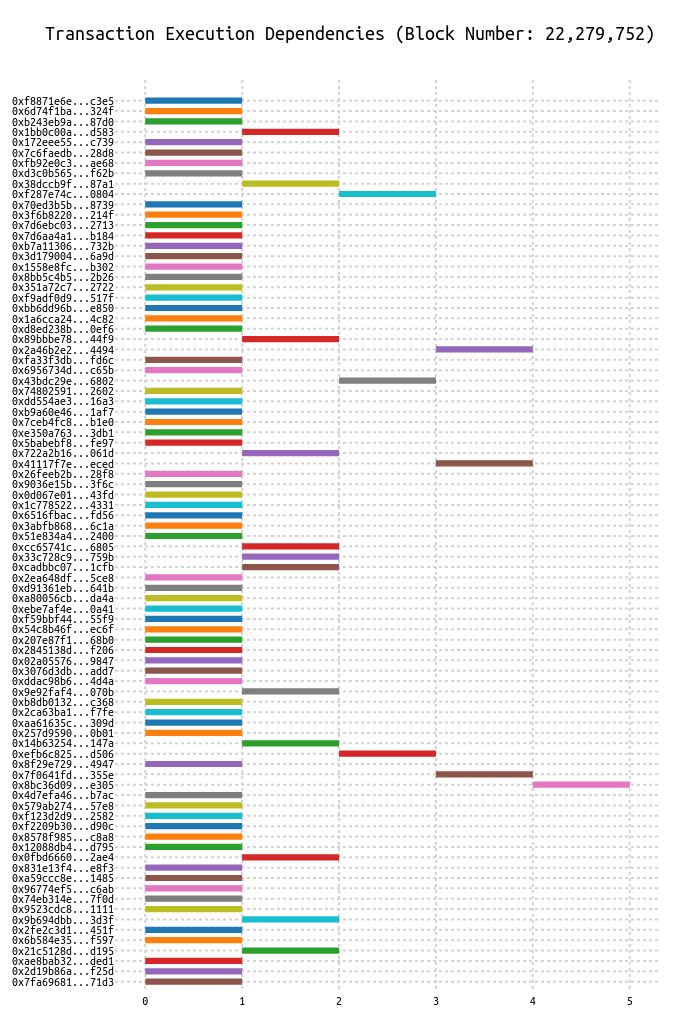 Transaction Execution Dependencies (Block Number: 22,279,752)
0xf8871e6e...c3e5
0x6d74f1ba...324f
0xb243eb9a...87d0
0x1bb0c00a...d583
0x172eee55...c739
0x7c6faedb...28d8
0xfb92e0c3...ae68
0xd3c0b565...f62b
0x38dccb9f...87a1
0xf287e74c...0804
0x70ed3b5b...8739
0x3f6b8220...214f
0x7d6ebc03...2713
0x7d6aa4a1...b184
0xb7a11306...732b
0x3d179004...6a9d
0x1558e8fc...b302
0x8bb5c4b5...2b26
0x351a72c7...2722
0xf9adf0d9...517f
0xbb6dd96b...e850
0x1a6cca24...4c82
0xd8ed238b...0ef6
0x89bbbe78...44f9
0x2a46b2e2...4494
0xfa33f3db...fd6c
0x6956734d...c65b
0x43bdc29e...6802
0x74802591...2602
0xdd554ae3...16a3
0xb9a60e46...1af7
0x7ceb4fc8...b1e0
0xe350a763...3db1
0x5babebf8...fe97
0x722a2b16...061d
0x41117f7e...eced
0x26feeb2b...28f8
0x9036e15b...3f6c
0x0d067e01...43fd
0x1c778522...4331
0x6516fbac...fd56
0x3abfb868...6c1a
0x51e834a4...2400
0xcc65741c...6805
0x33c728c9...759b
0xcadbbc07...1cfb
0x2ea648df...5ce8
0xd91361eb...641b
0xa80056cb...da4a
0xebe7af4e...0a41
0xf59bbf44...55f9
0x54c8b46f...ec6f
0x207e87f1...68b0
0x2845138d...f206
0x02a05576...9847
0x3076d3db...add7
0xddac98b6...4d4a
0x9e92faf4...070b
0xb8db0132...c368
0x2ca63ba1...f7fe
0xaa61635c...309d
0x257d9590...0b01
0x14b63254...147a
0xefb6c825...d506
0x8f29e729...4947
0x7f0641fd...355e
0x8bc36d09...e305
0x4d7efa46...b7ac
0x579ab274...57e8
0xf123d2d9...2582
0xf2209b30...d90c
0x8578f985...c8a8
0x12088db4...d795
0x0fbd6660...2ae4
0x831e13f4...e8f3
0xa59ccc8e...1485
0x96774ef5...c6ab
0x74eb314e...7f0d
0x9523cdc8...1111
0x9b694dbb...3d3f
0x2fe2c3d1...451f
0x6b584e35...f597
0x21c5128d...d195
0xae8bab32...ded1
0x2d19b86a...f25d
0x7fa69681...71d3
0 1 2 3 4 5